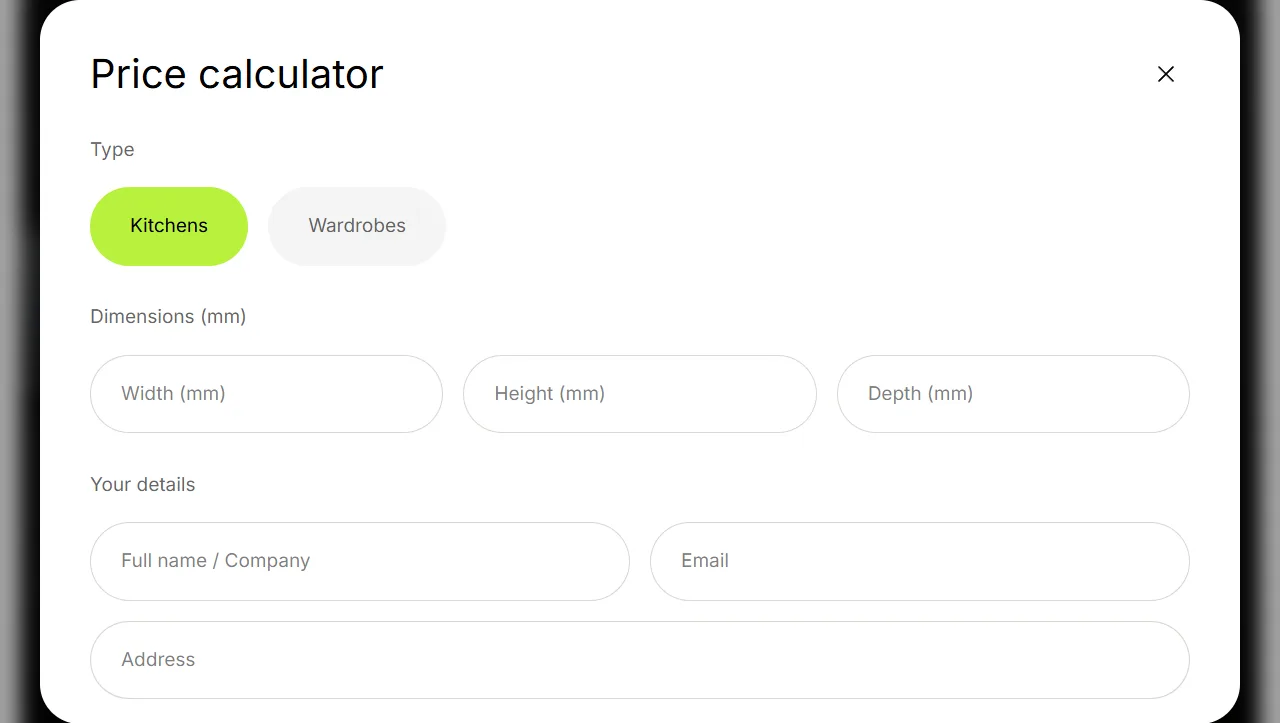 Price calculator
Type
Kitchens Wardrobes
Dimensions (mm)
Width (mm) Height (mm) Depth (mm)
Your details
Full name / Company Email
Address